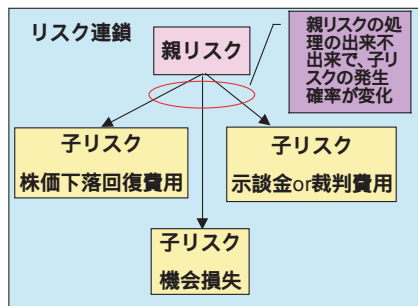 リスク連鎖
親リスク
親リスクの処
理の出来不
出来で、子リ
スクの発生
確率が変化
子リスク
株価下落回復費用
子リスク
示談金or裁判費用
子リスク
機会損失